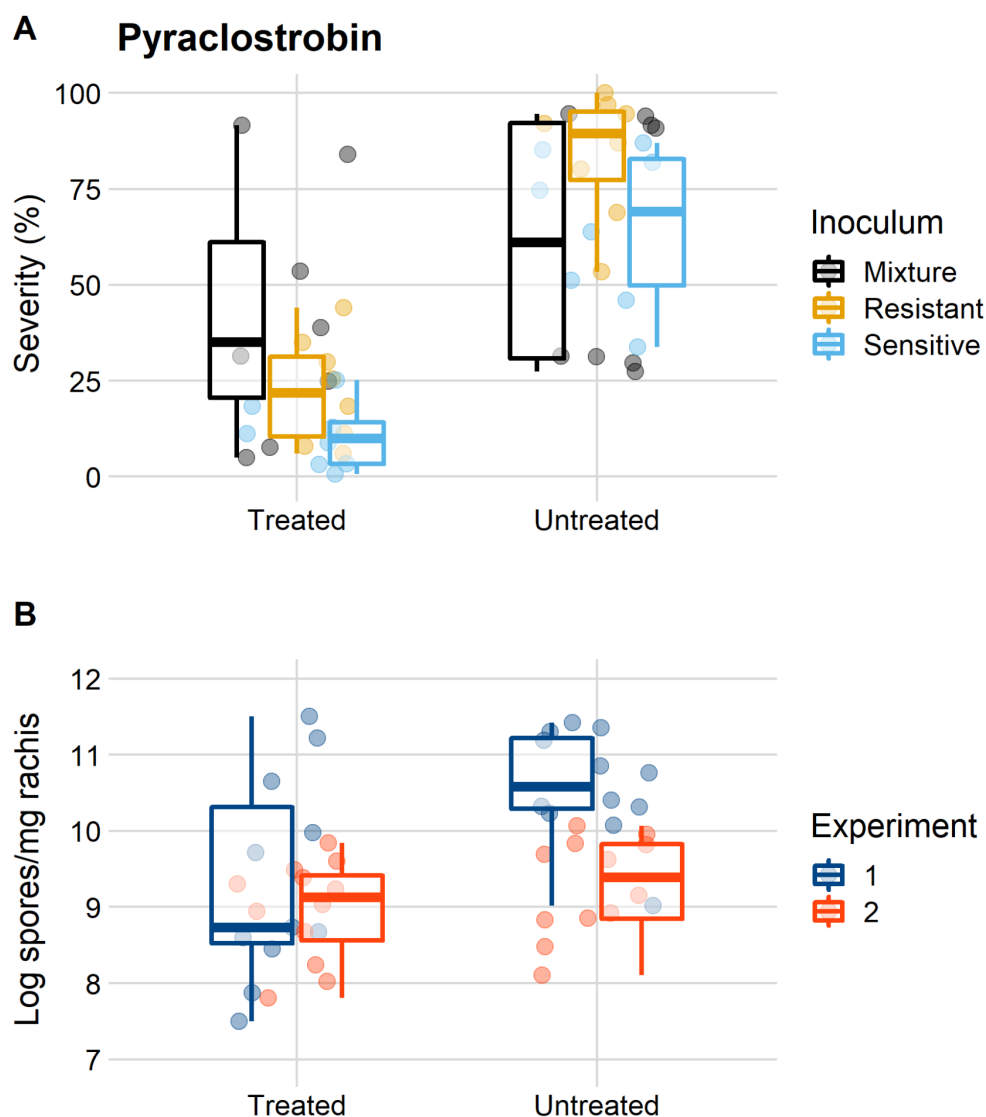 A
Pyraclostrobin
Severity (%)
100
75
50
25
0
Treated
Untreated
Inoculum
Mixture
Resistant
Sensitive
B
Log spores/mg rachis
12
11
10
9
8
7
Treated
Untreated
Experiment
1
2